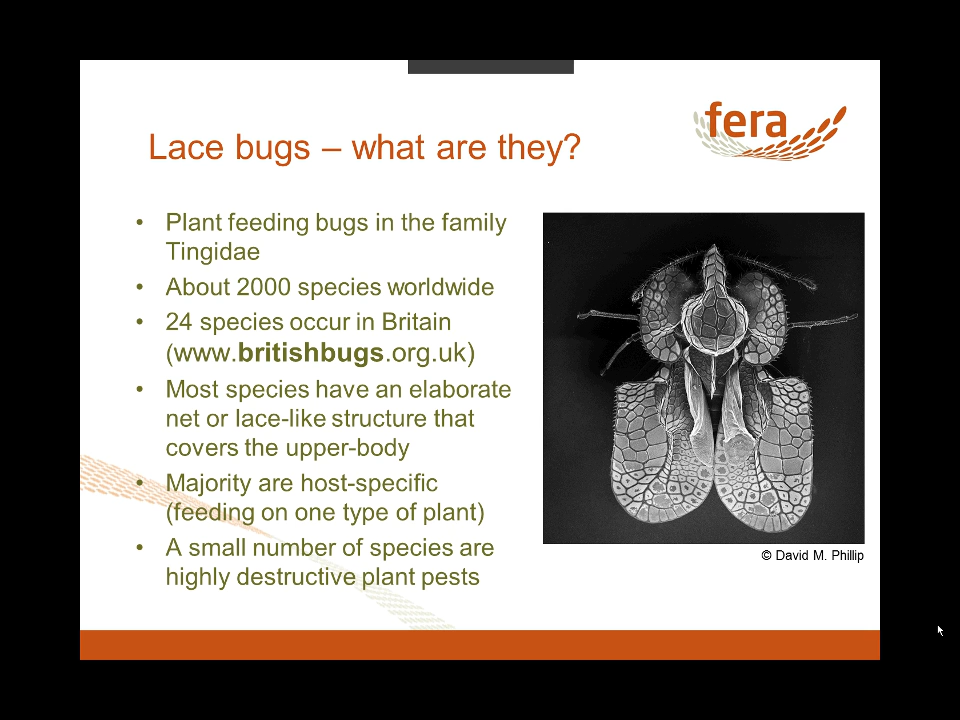 fera
Lace bugs – what are they?
• Plant feeding bugs in the family
Tingidae
• About 2000 species worldwide
• 24 species occur in Britain
(www.britishbugs.org.uk)
• Most species have an elaborate
net or lace-like structure that
covers the upper-body
• Majority are host-specific
(feeding on one type of plant)
• A small number of species are
highly destructive plant pests
© David M. Phillip